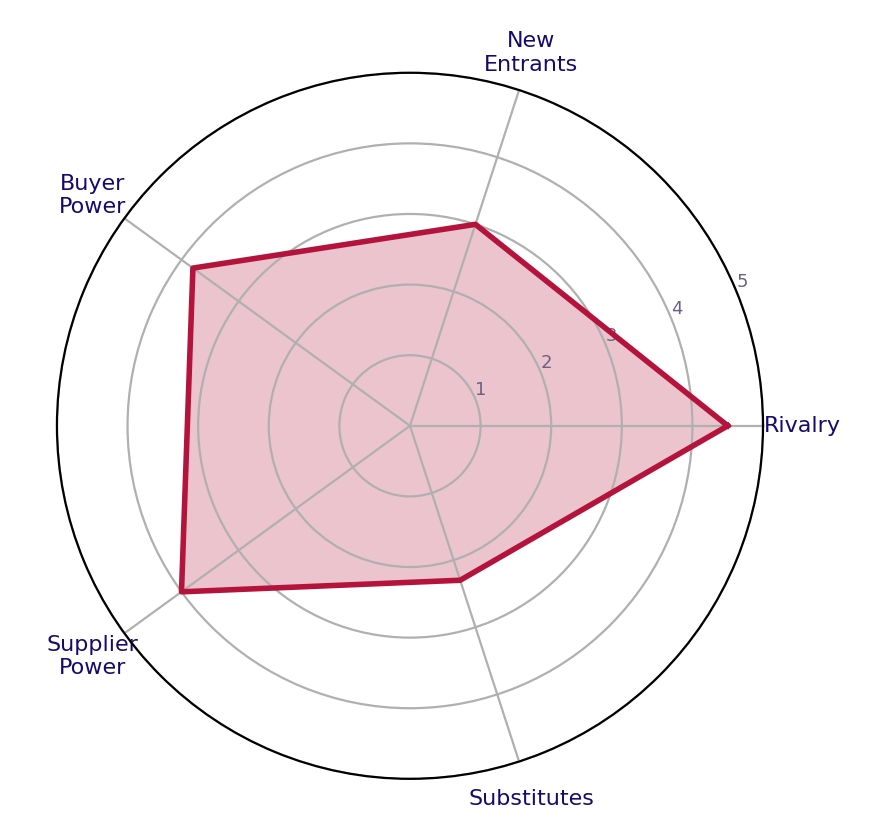 New
Entrants
Buyer
Power
5
4
3
2
1
Rivalry
Supplier
Power
Substitutes